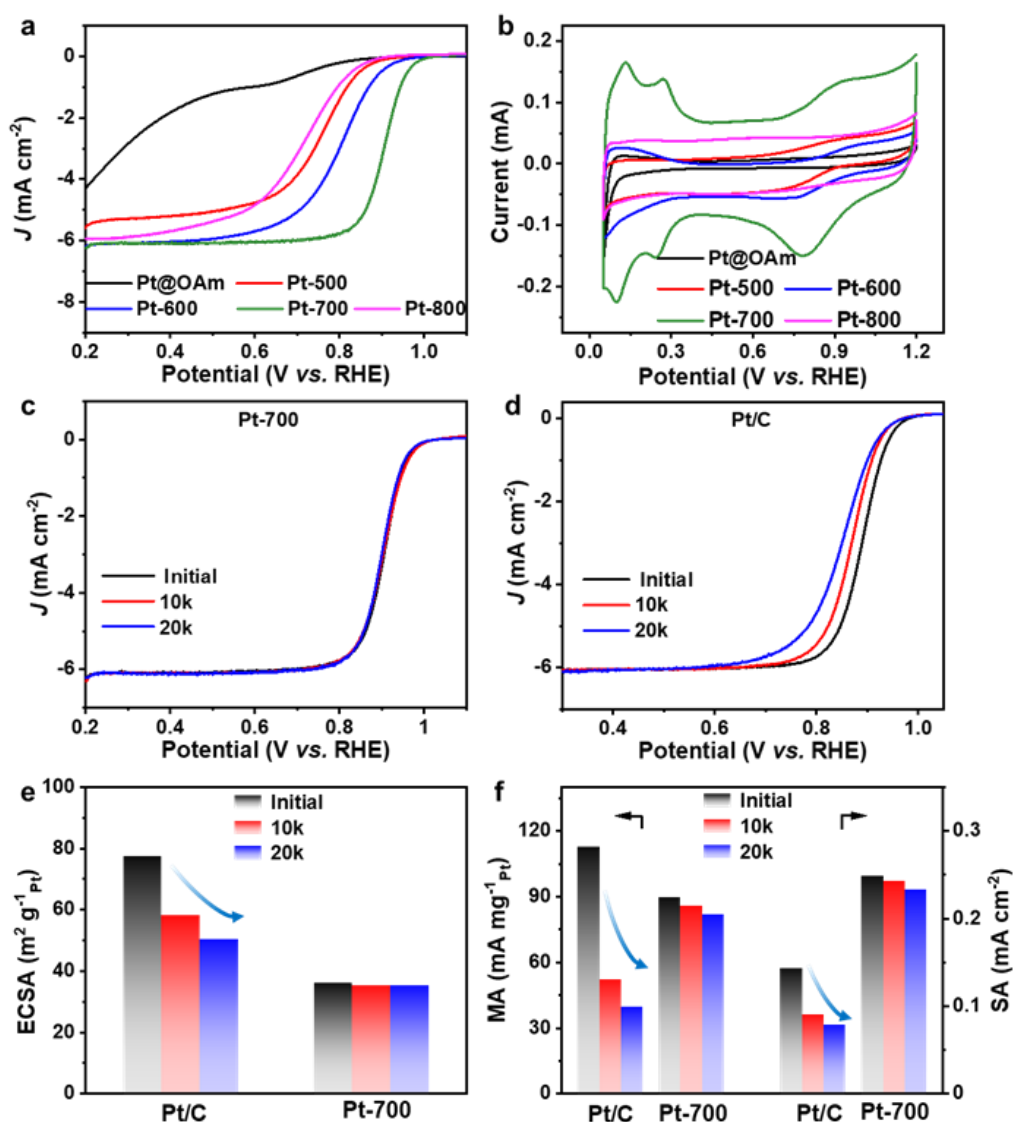 a
0
-2
-4
-6
-8
J (mA cm-2)
Pt@OAm Pt-500
Pt-600 Pt-700 Pt-800
0.2 0.4 0.6 0.8 1.0
Potential (V vs. RHE)
b
0.2
0.1
0.0
-0.1
-0.2
Current (mA)
Pt@OAm
Pt-500 Pt-600
Pt-700 Pt-800
0.0 0.3 0.6 0.9 1.2
Potential (V vs. RHE)
c
Pt-700
0
-2
-4
-6
J (mA cm-2)
Initial
10k
20k
0.2 0.4 0.6 0.8 1
Potential (V vs. RHE)
d
Pt/C
0
-2
-4
-6
J (mA cm-2)
Initial
10k
20k
0.4 0.6 0.8 1.0
Potential (V vs. RHE)
e
100
80
60
40
20
0
ECSA (m2 g-1Pt)
Initial
10k
20k
Pt/C Pt-700
f
120
90
60
30
0
MA (mA mg-1Pt)
Initial
10k
20k
0.3
0.2
0.1
0
SA (mA cm-2)
Pt/C Pt-700 Pt/C Pt-700